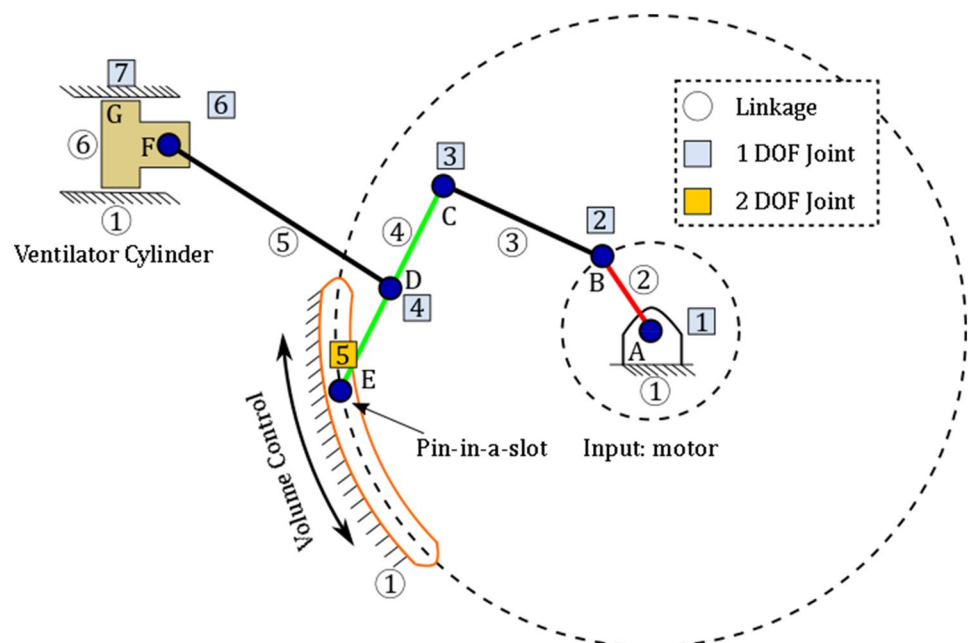 7
G
6
6
F
1
Ventilator Cylinder
5
3
C
4
3
2
B
2
D
4
1
A
1
5
E
Pin-in-a-slot
Input: motor
Volume Control
1
Linkage
1 DOF Joint
2 DOF Joint